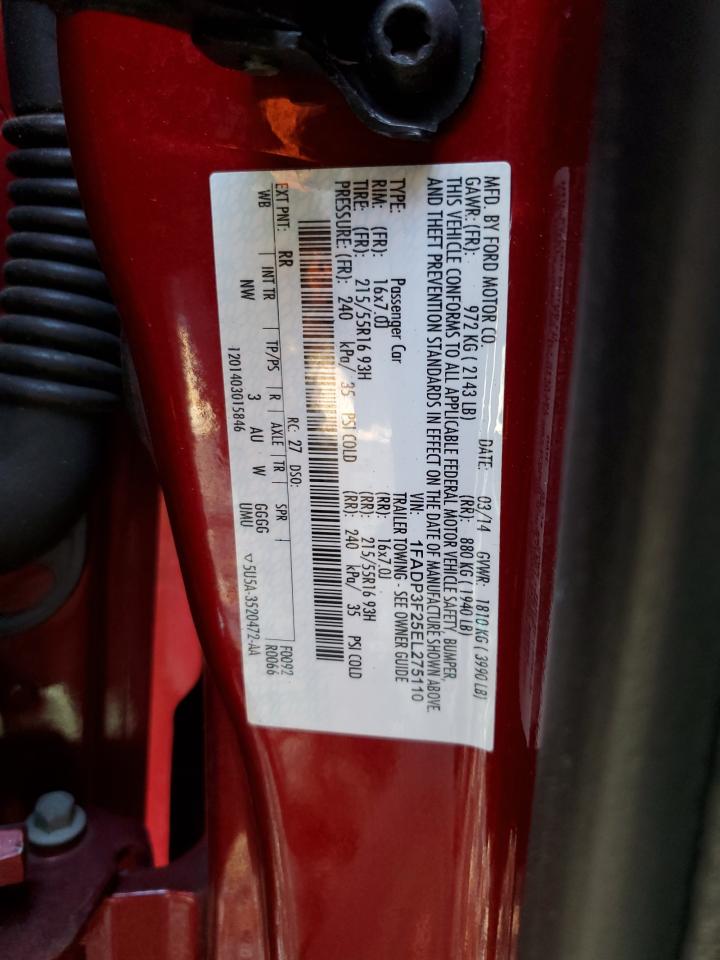 MFD. BY FORD MOTOR CO.
DATE: 03/14 GVWR: 1810 KG ( 3990 LB)
GAWR: (FR): 972 KG ( 2143 LB) (RR): 880 KG ( 1940 LB)
THIS VEHICLE CONFORMS TO ALL APPLICABLE FEDERAL MOTOR VEHICLE SAFETY, BUMPER,
AND THEFT PREVENTION STANDARDS IN EFFECT ON THE DATE OF MANUFACTURE SHOWN ABOVE.
VIN: 1FADP3F25EL275110
TYPE: Passenger Car TRAILER TOWING - SEE OWNER GUIDE
RIM: (FR): 16x7.0J (RR): 16x7.0J
TIRE: (FR): 215/55R16 93H (RR): 215/55R16 93H
PRESSURE: (FR): 240 kPa/ 35 PSI COLD (RR): 240 kPa/ 35 PSI COLD
RC: 27 DSO: F0092
EXT PNT: RR R0066
INT TR TP/PS R AXLE TR SPR
WB NW 3 AU W GGGG
UMU
1201403015846 ▽5U5A-3520472-AA